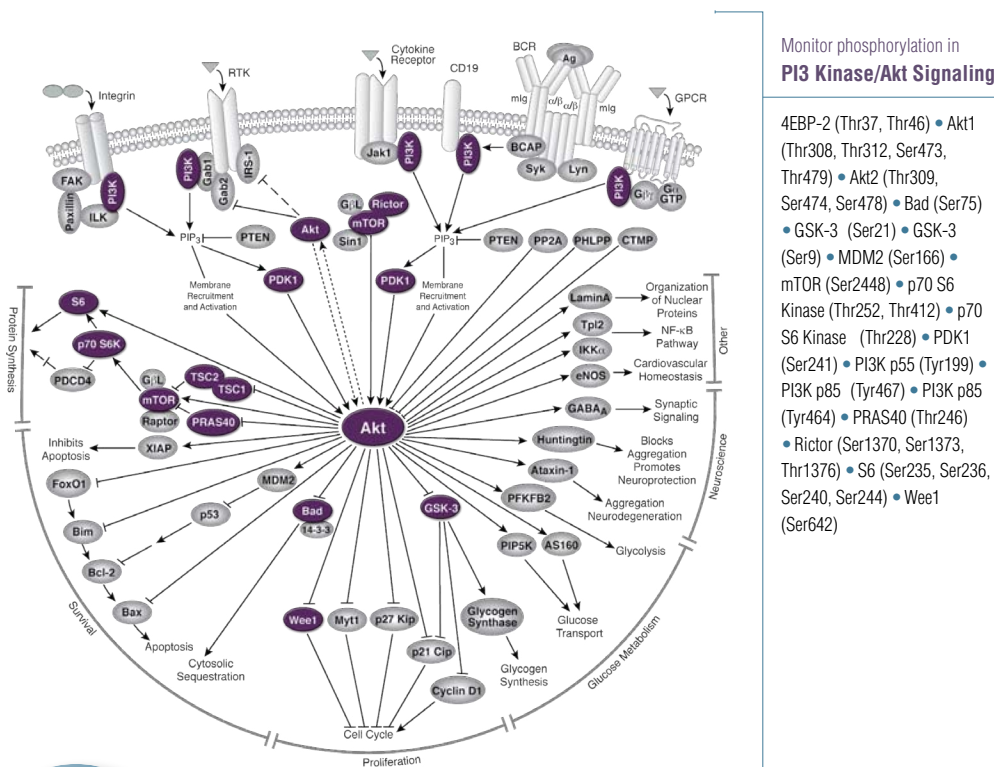 Cytokine
Receptor
BCR
Ag
CD19
RTK
Integrin
mIg
α/β α/β
mIg
GPCR
Jak1
PI3K
PI3K
BCAP
Syk
Lyn
FAK
PI3K
Paxillin
ILK
PI3K
Gab1
Gab2
IRS-1
PI3K
Gβγ
Gα
GTP
GβL
Rictor
mTOR
Sin1
Akt
PIP3
PTEN
PIP3
PTEN
PP2A
PHLPP
CTMP
PDK1
PDK1
Membrane
Recruitment
and Activation
Membrane
Recruitment
and Activation
Protein Synthesis
S6
p70 S6K
PDCD4
GβL
mTOR
Raptor
TSC2
TSC1
PRAS40
Akt
LaminA
Organization
of Nuclear
Proteins
Tpl2
NF-κB
Pathway
IKKα
eNOS
Cardiovascular
Homeostasis
Other
GABAA
Synaptic
Signaling
Huntingtin
Blocks
Aggregation
Promotes
Neuroprotection
Ataxin-1
Aggregation
Neurodegeneration
Neuroscience
PFKFB2
Glycolysis
PIP5K
AS160
Glucose
Transport
Glucose Metabolism
Inhibits
Apoptosis
XIAP
FoxO1
MDM2
p53
Bim
Bcl-2
Bax
Apoptosis
Survival
Bad
14-3-3
Cytosolic
Sequestration
GSK-3
Wee1
Myt1
p27 Kip
p21 Cip
Glycogen
Synthase
Glycogen
Synthesis
Cyclin D1
Cell Cycle
Proliferation
Monitor phosphorylation in
PI3 Kinase/Akt Signaling
4EBP-2 (Thr37, Thr46) • Akt1
(Thr308, Thr312, Ser473,
Thr479) • Akt2 (Thr309,
Ser474, Ser478) • Bad (Ser75)
• GSK-3 (Ser21) • GSK-3
(Ser9) • MDM2 (Ser166) •
mTOR (Ser2448) • p70 S6
Kinase (Thr252, Thr412) • p70
S6 Kinase (Thr228) • PDK1
(Ser241) • PI3K p55 (Tyr199) •
PI3K p85 (Tyr467) • PI3K p85
(Tyr464) • PRAS40 (Thr246)
• Rictor (Ser1370, Ser1373,
Thr1376) • S6 (Ser235, Ser236,
Ser240, Ser244) • Wee1
(Ser642)